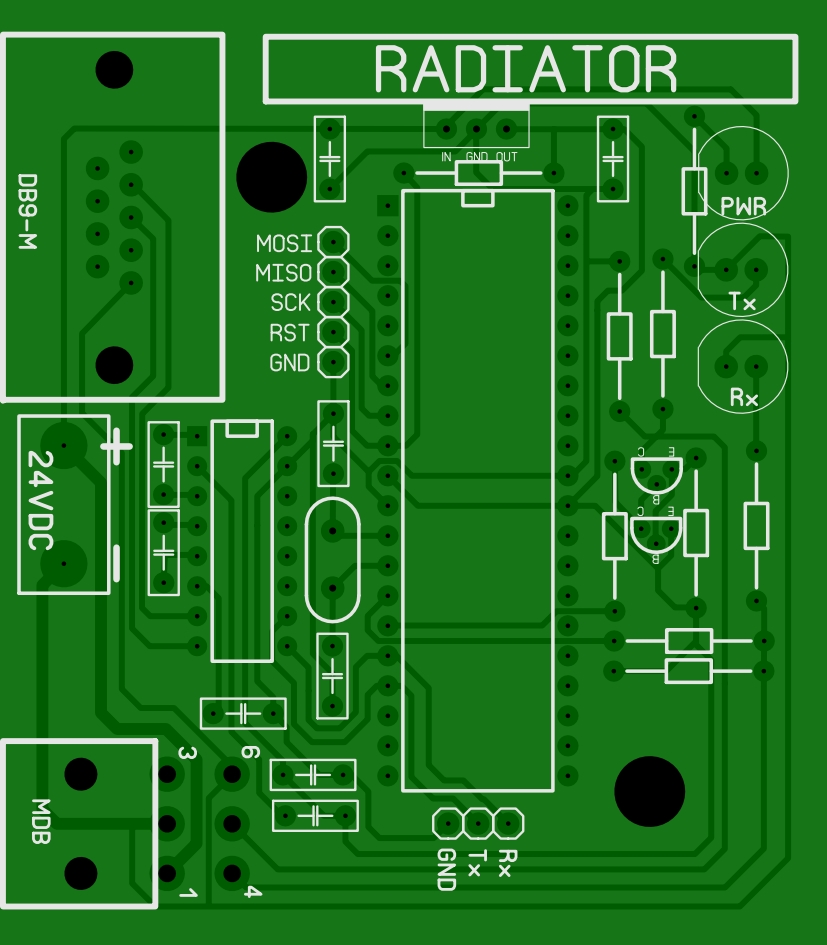 RADIATOR
IN GND OUT
DB9-M
PWR
MOSI
MISO
SCK
RST
GND
Tx
Rx
+
24VDC
-
C E
B
C E
B
3 6
MDB
1 4
GND
Tx
Rx